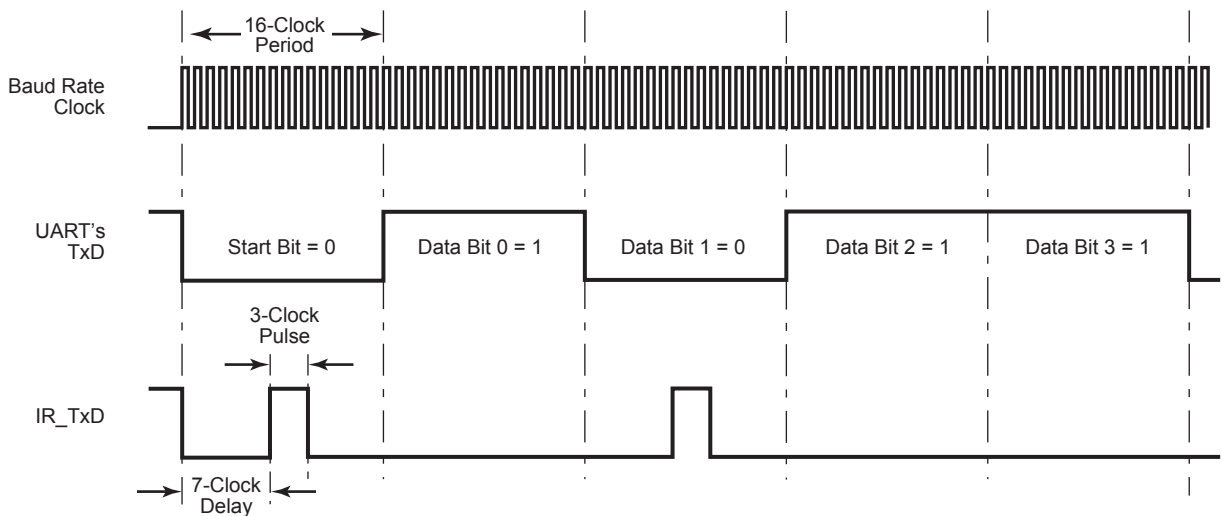 16-Clock
Period
Baud Rate
Clock
UART's
TxD
Start Bit = 0
Data Bit 0 = 1
Data Bit 1 = 0
Data Bit 2 = 1
Data Bit 3 = 1
3-Clock
Pulse
IR_TxD
7-Clock
Delay